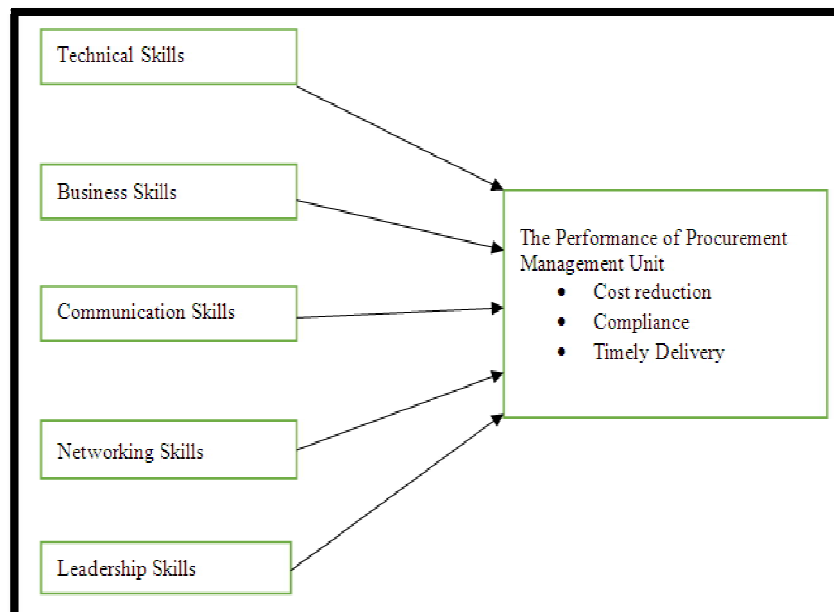 Technical Skills
Business Skills
Communication Skills
Networking Skills
Leadership Skills
The Performance of Procurement
Management Unit
• Cost reduction
• Compliance
• Timely Delivery